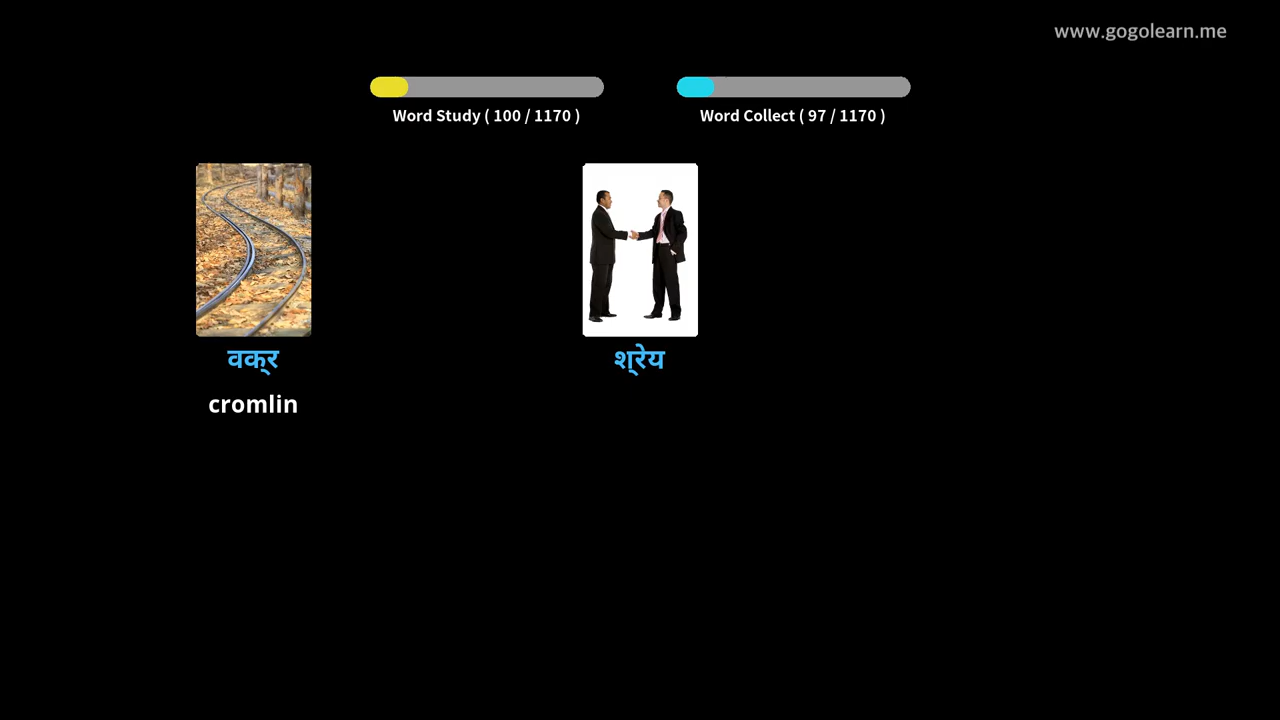 www.gogolearn.me
Word Study ( 100 / 1170 )
Word Collect ( 97 / 1170 )
वक्र
श्रेय
cromlin